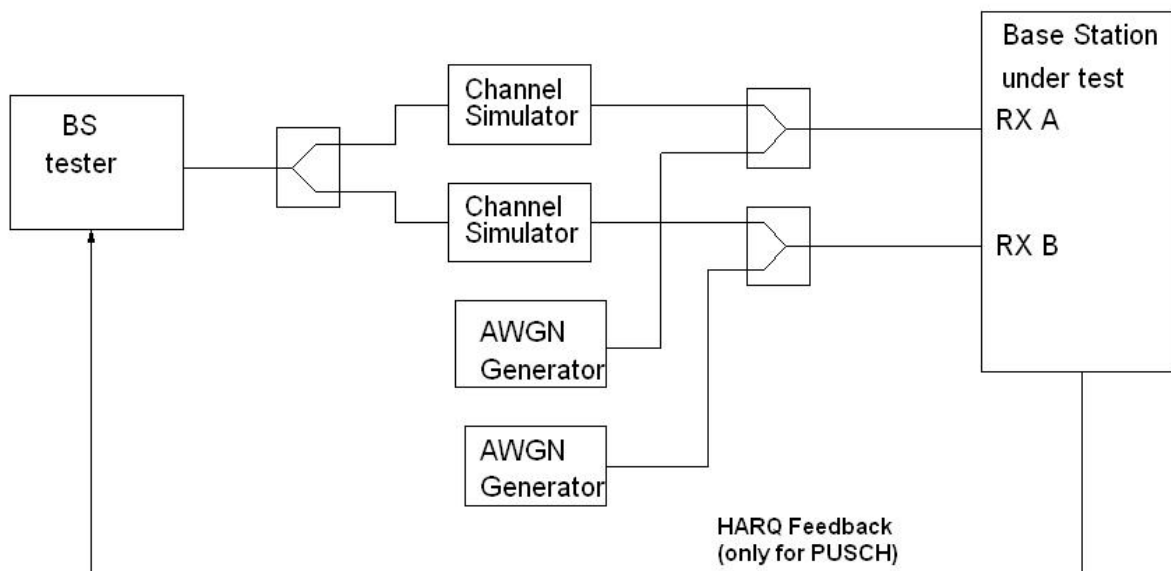 BS
tester
Channel
Simulator
Channel
Simulator
AWGN
Generator
AWGN
Generator
Base Station
under test
RX A
RX B
HARQ Feedback
(only for PUSCH)